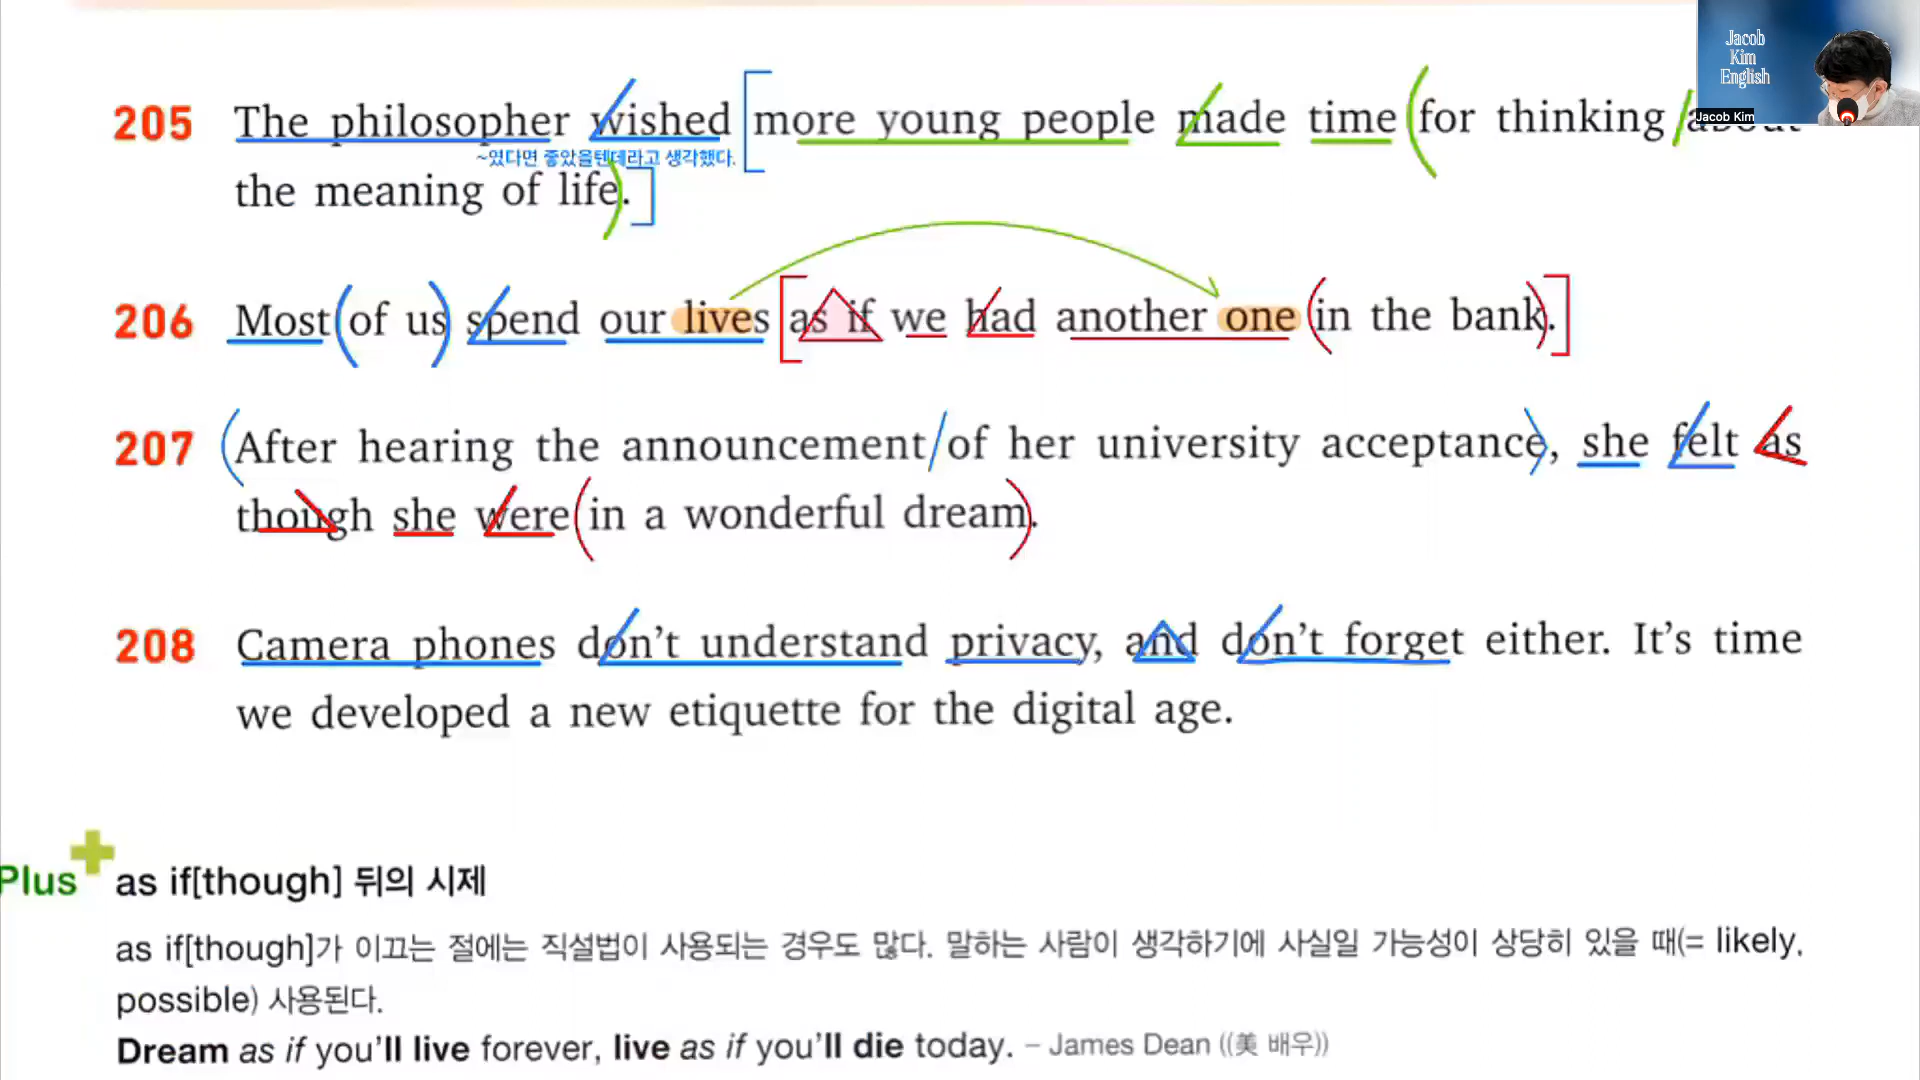 Jacob
Kim
English
Jacob Kim
205 The philosopher wished more young people made time for thinking about
~였다면 좋았을텐데라고 생각했다.
the meaning of life.
206 Most of us spend our lives as if we had another one in the bank.
207 After hearing the announcement of her university acceptance, she felt as
though she were in a wonderful dream.
208 Camera phones don't understand privacy, and don't forget either. It's time
we developed a new etiquette for the digital age.
Plus as if[though] 뒤의 시제
as if[though]가 이끄는 절에는 직설법이 사용되는 경우도 많다. 말하는 사람이 생각하기에 사실일 가능성이 상당히 있을 때(= likely,
possible) 사용된다.
Dream as if you'll live forever, live as if you'll die today. – James Dean ((美 배우))